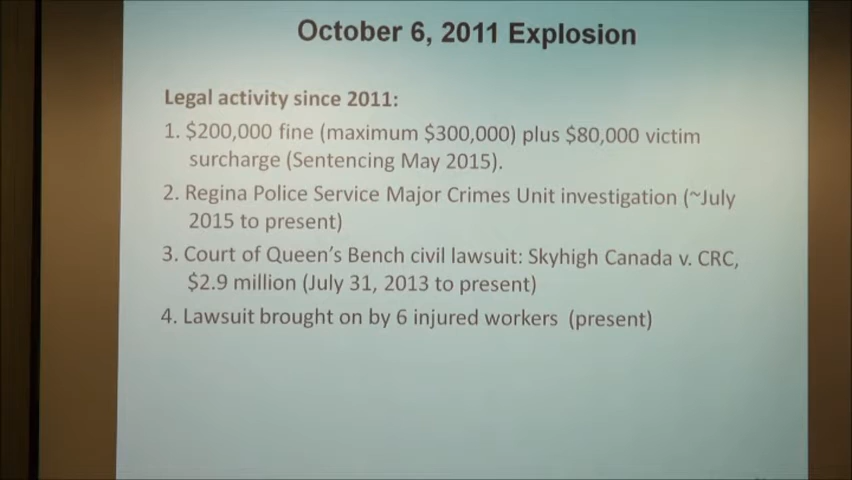 October 6, 2011 Explosion
Legal activity since 2011:
1. $200,000 fine (maximum $300,000) plus $80,000 victim
surcharge (Sentencing May 2015).
2. Regina Police Service Major Crimes Unit investigation (~July
2015 to present)
3. Court of Queen's Bench civil lawsuit: Skyhigh Canada v. CRC,
$2.9 million (July 31, 2013 to present)
4. Lawsuit brought on by 6 injured workers  (present)